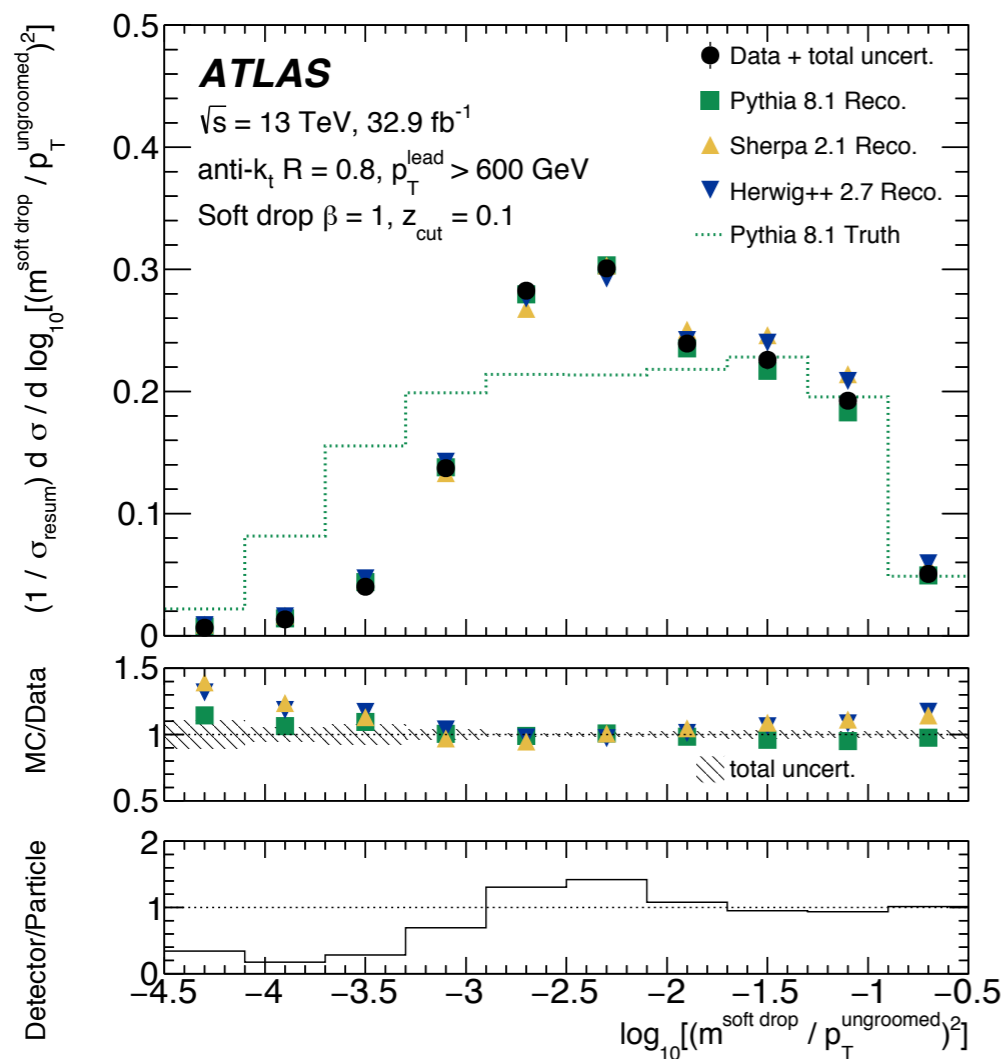 (1 / σ_resum) d σ / d log₁₀[(m^soft drop / p_T^ungroomed)²]
0.5
0.4
0.3
0.2
0.1
0
ATLAS
√s = 13 TeV, 32.9 fb⁻¹
anti-k_t R = 0.8, p_T^lead > 600 GeV
Soft drop β = 1, z_cut = 0.1
Data + total uncert.
Pythia 8.1 Reco.
Sherpa 2.1 Reco.
Herwig++ 2.7 Reco.
Pythia 8.1 Truth
MC/Data
1.5
1
0.5
total uncert.
Detector/Particle
2
1
0
−4.5 −4 −3.5 −3 −2.5 −2 −1.5 −1 −0.5
log₁₀[(m^soft drop / p_T^ungroomed)²]